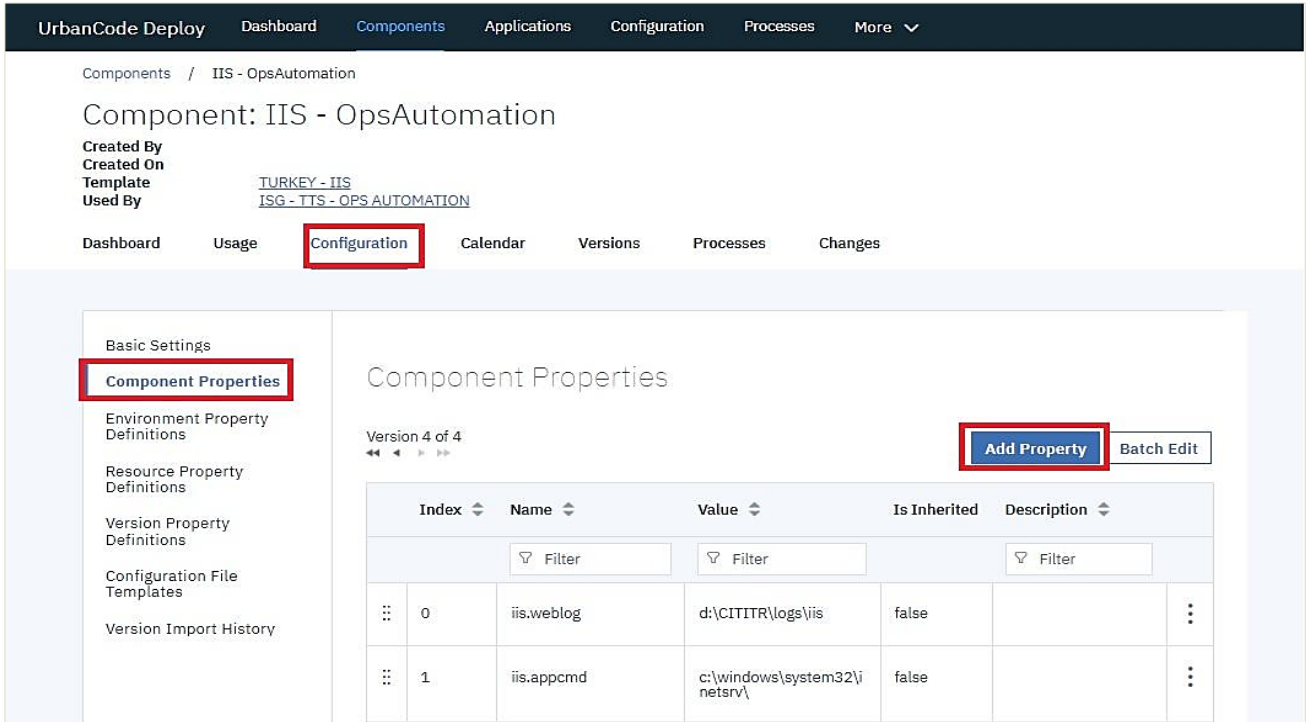 UrbanCode Deploy Dashboard Components Applications Configuration Processes More
Components / IIS - OpsAutomation
Component: IIS - OpsAutomation
Created By
Created On
Template TURKEY - IIS
Used By ISG - TTS - OPS AUTOMATION
Dashboard Usage Configuration Calendar Versions Processes Changes
Basic Settings
Component Properties
Environment Property
Definitions
Resource Property
Definitions
Version Property
Definitions
Configuration File
Templates
Version Import History
Component Properties
Version 4 of 4
Add Property Batch Edit
Index Name Value Is Inherited Description
Filter Filter Filter
0 iis.weblog d:\CITITR\logs\iis false
1 iis.appcmd c:\windows\system32\i false
netsrv\